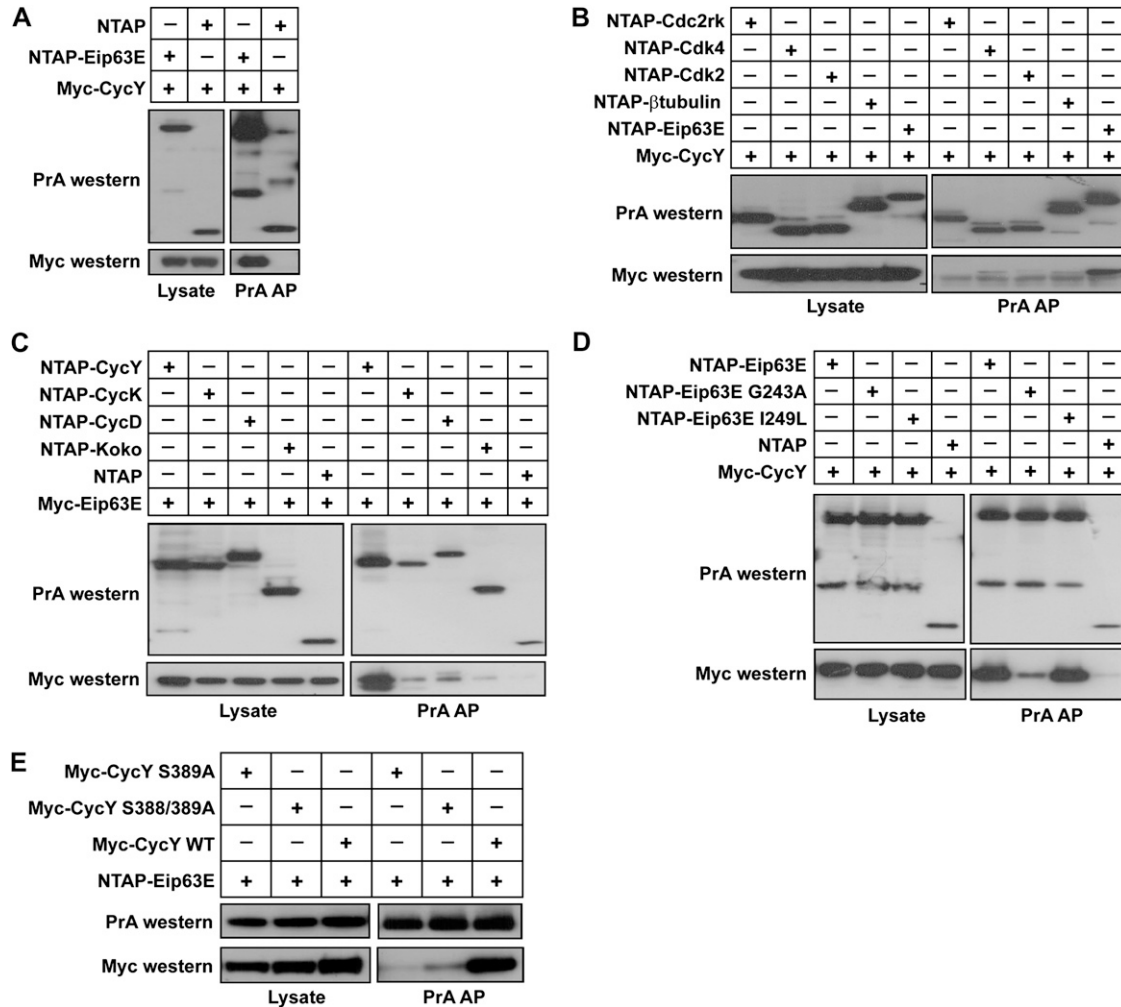 A
NTAP − + − +
NTAP-Eip63E + − + −
Myc-CycY + + + +
PrA western
Myc western
Lysate PrA AP
B
NTAP-Cdc2rk + − − − − + − − − −
NTAP-Cdk4 − + − − − − + − − −
NTAP-Cdk2 − − + − − − − + − −
NTAP-βtubulin − − − + − − − − + −
NTAP-Eip63E − − − − + − − − − +
Myc-CycY + + + + + + + + + +
PrA western
Myc western
Lysate PrA AP
C
NTAP-CycY + − − − − + − − − −
NTAP-CycK − + − − − − + − − −
NTAP-CycD − − + − − − − + − −
NTAP-Koko − − − + − − − − + −
NTAP − − − − + − − − − +
Myc-Eip63E + + + + + + + + + +
PrA western
Myc western
Lysate PrA AP
D
NTAP-Eip63E + − − − + − − −
NTAP-Eip63E G243A − + − − − + − −
NTAP-Eip63E I249L − − + − − − + −
NTAP − − − + − − − +
Myc-CycY + + + + + + + +
PrA western
Myc western
Lysate PrA AP
E
Myc-CycY S389A + − − + − −
Myc-CycY S388/389A − + − − + −
Myc-CycY WT − − + − − +
NTAP-Eip63E + + + + + +
PrA western
Myc western
Lysate PrA AP